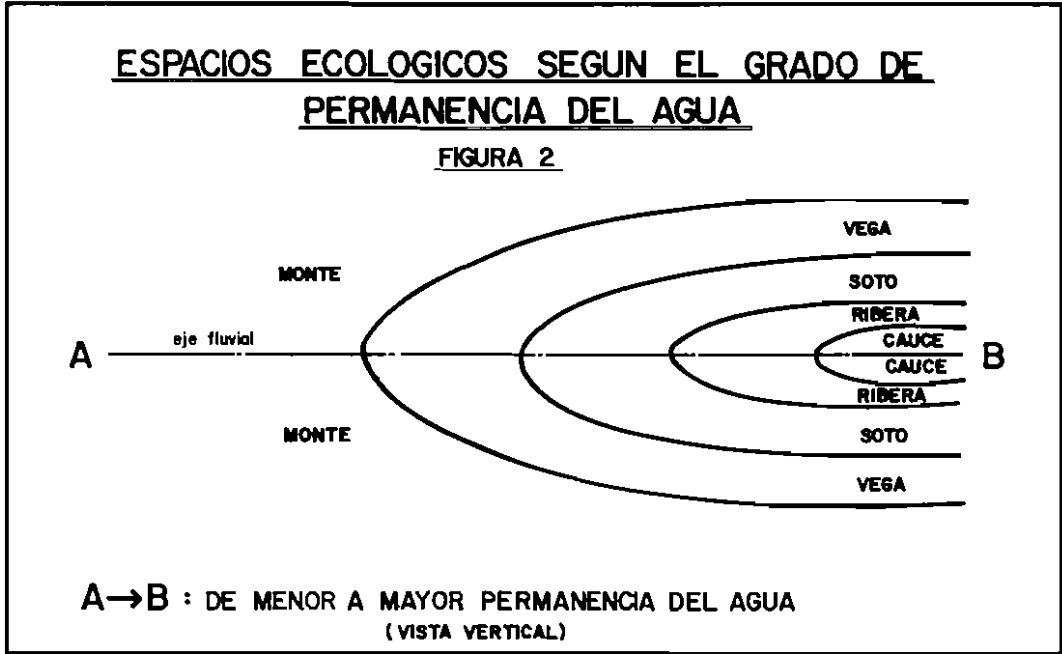 ESPACIOS ECOLOGICOS SEGUN EL GRADO DE
PERMANENCIA DEL AGUA
FIGURA 2
VEGA
MONTE
SOTO
RIBERA
eje fluvial
CAUCE
A
B
CAUCE
RIBERA
MONTE
SOTO
VEGA
A→B : DE MENOR A MAYOR PERMANENCIA DEL AGUA
(VISTA VERTICAL)